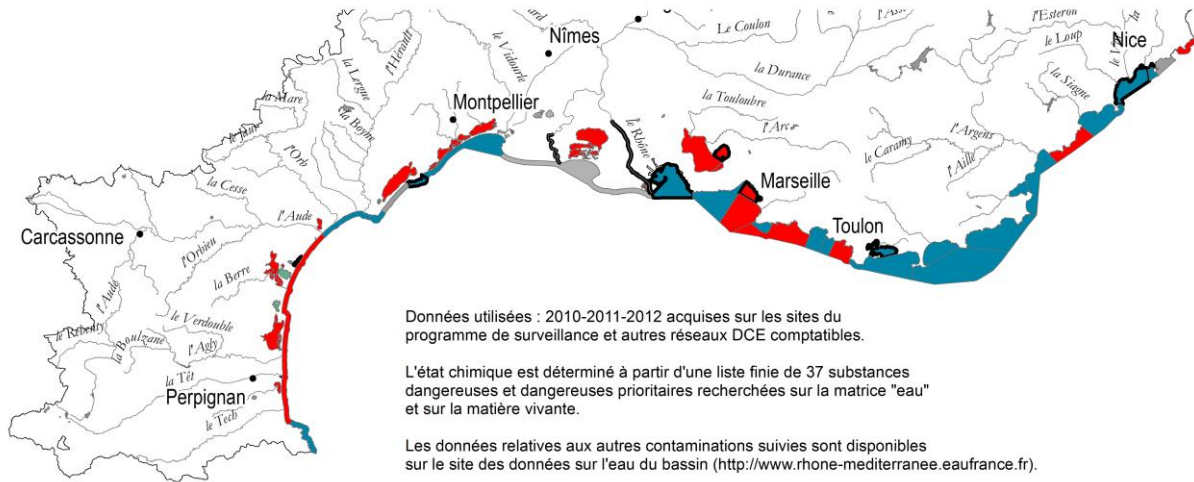 Nîmes
Le Coulon
l'Esteron
le Loup
Nice
la Durance
la Siagne
le Vidourle
l'Hérault
la Lergue
la Mare
Montpellier
la Touloubre
la Boyne
l'Arc
le Rhône
l'Argens
le Jaur
l'Orb
le Caramy
l'Aille
Marseille
la Cesse
l'Aude
Toulon
Carcassonne
l'Orbieu
la Berre
l'Aude
le Verdouble
le Rébenty
la Boulzane
l'Agly
la Têt
Perpignan
le Tech
Données utilisées : 2010-2011-2012 acquises sur les sites du
programme de surveillance et autres réseaux DCE comptatibles.
L'état chimique est déterminé à partir d'une liste finie de 37 substances
dangereuses et dangereuses prioritaires recherchées sur la matrice "eau"
et sur la matière vivante.
Les données relatives aux autres contaminations suivies sont disponibles
sur le site des données sur l'eau du bassin (http://www.rhone-mediterranee.eaufrance.fr).